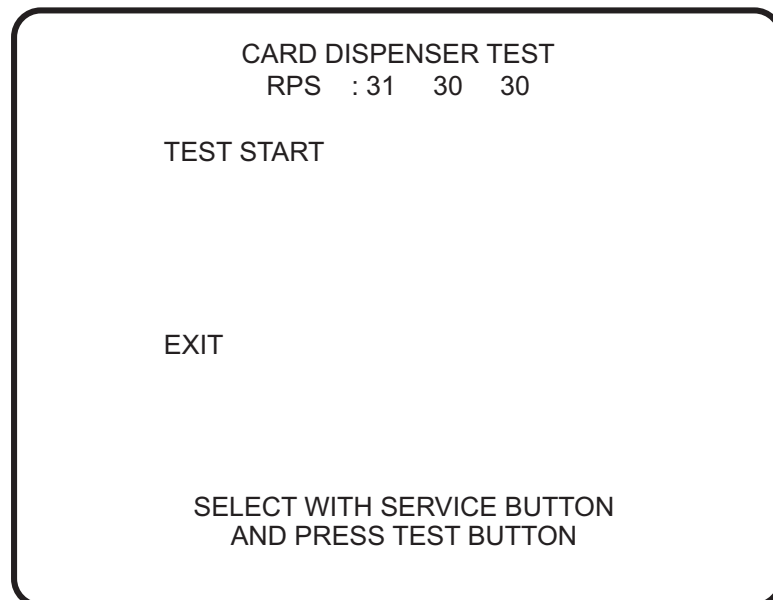 CARD DISPENSER TEST
RPS : 31 30 30
TEST START
EXIT
SELECT WITH SERVICE BUTTON
AND PRESS TEST BUTTON